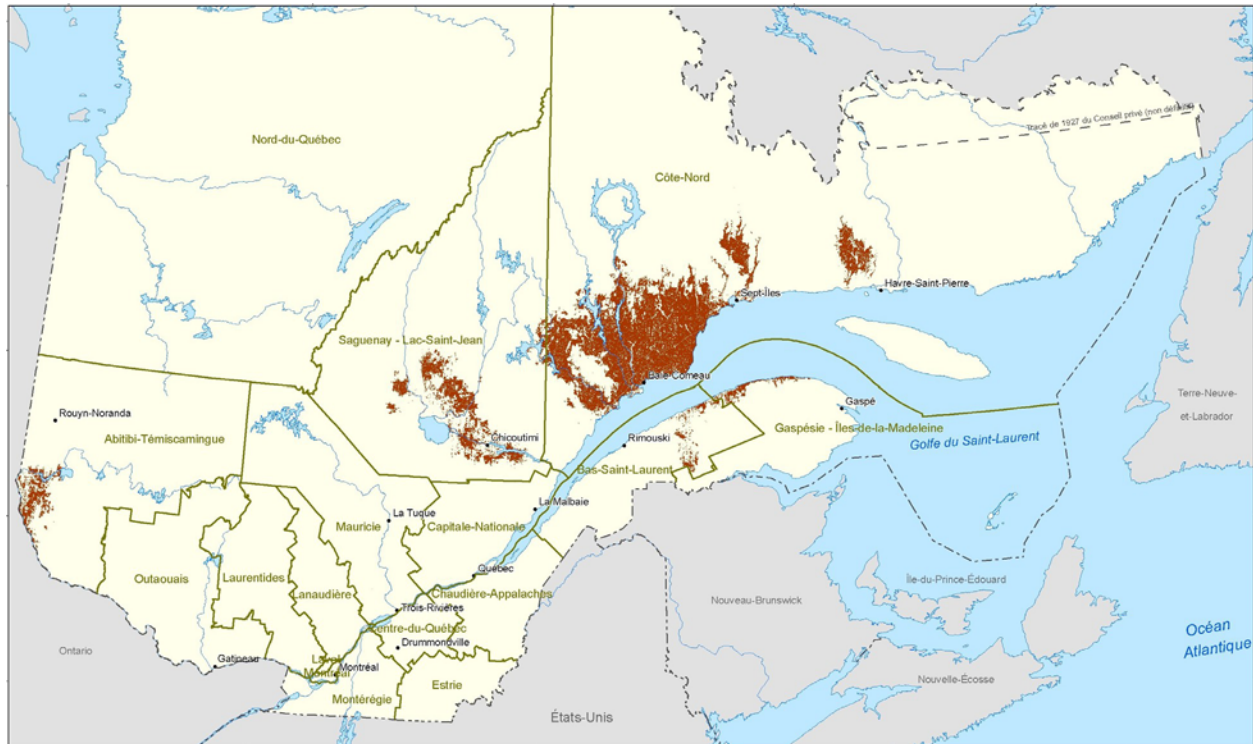 Tracé de 1927 du Conseil privé (non définitif)
Nord-du-Québec
Côte-Nord
Sept-Îles
Havre-Saint-Pierre
Saguenay - Lac-Saint-Jean
Baie-Comeau
Terre-Neuve-
et-Labrador
Rouyn-Noranda
Gaspé
Abitibi-Témiscamingue
Chicoutimi
Rimouski
Gaspésie - Îles-de-la-Madeleine
Golfe du Saint-Laurent
Bas-Saint-Laurent
La Malbaie
La Tuque
Mauricie
Capitale-Nationale
Outaouais
Laurentides
Québec
Île-du-Prince-Édouard
Lanaudière
Chaudière-Appalaches
Nouveau-Brunswick
Trois-Rivières
Centre-du-Québec
Océan
Atlantique
Ontario
Drummondville
Gatineau
Laval
Montréal
Montréal
Estrie
Nouvelle-Écosse
Montérégie
États-Unis